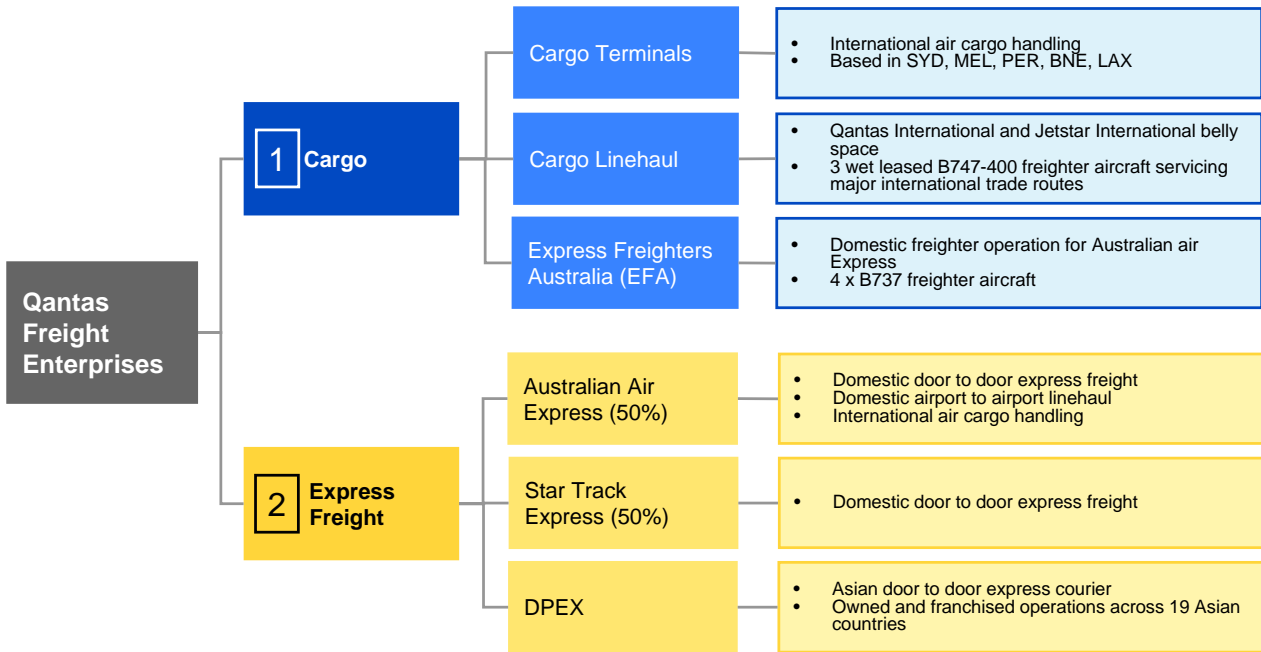 Qantas
Freight
Enterprises
1 Cargo
Cargo Terminals
• International air cargo handling
• Based in SYD, MEL, PER, BNE, LAX
Cargo Linehaul
• Qantas International and Jetstar International belly
space
• 3 wet leased B747-400 freighter aircraft servicing
major international trade routes
Express Freighters
Australia (EFA)
• Domestic freighter operation for Australian air
Express
• 4 x B737 freighter aircraft
2 Express
Freight
Australian Air
Express (50%)
• Domestic door to door express freight
• Domestic airport to airport linehaul
• International air cargo handling
Star Track
Express (50%)
• Domestic door to door express freight
DPEX
• Asian door to door express courier
• Owned and franchised operations across 19 Asian
countries